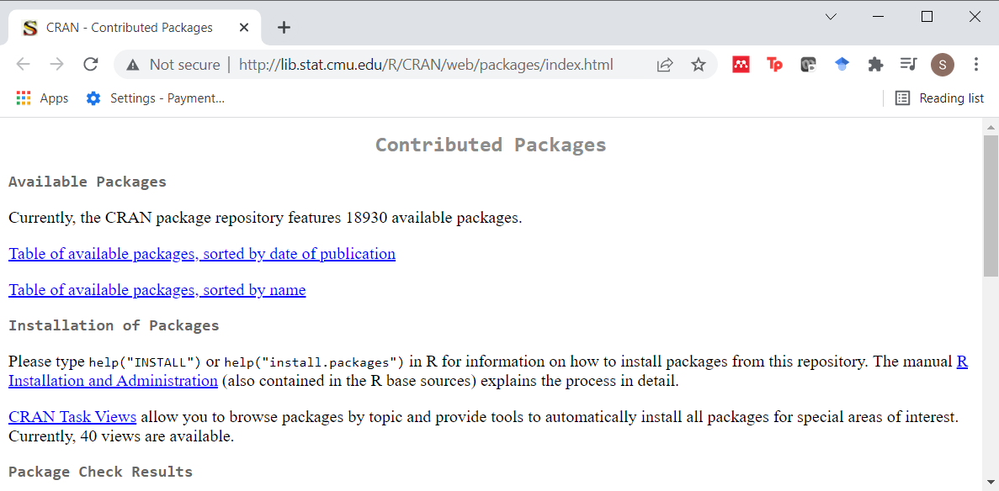 CRAN - Contributed Packages
Not secure | http://lib.stat.cmu.edu/R/CRAN/web/packages/index.html
Tp
S
Apps
Settings - Payment...
Reading list
Contributed Packages
Available Packages
Currently, the CRAN package repository features 18930 available packages.
Table of available packages, sorted by date of publication
Table of available packages, sorted by name
Installation of Packages
Please type help("INSTALL") or help("install.packages") in R for information on how to install packages from this repository. The manual R
Installation and Administration (also contained in the R base sources) explains the process in detail.
CRAN Task Views allow you to browse packages by topic and provide tools to automatically install all packages for special areas of interest.
Currently, 40 views are available.
Package Check Results